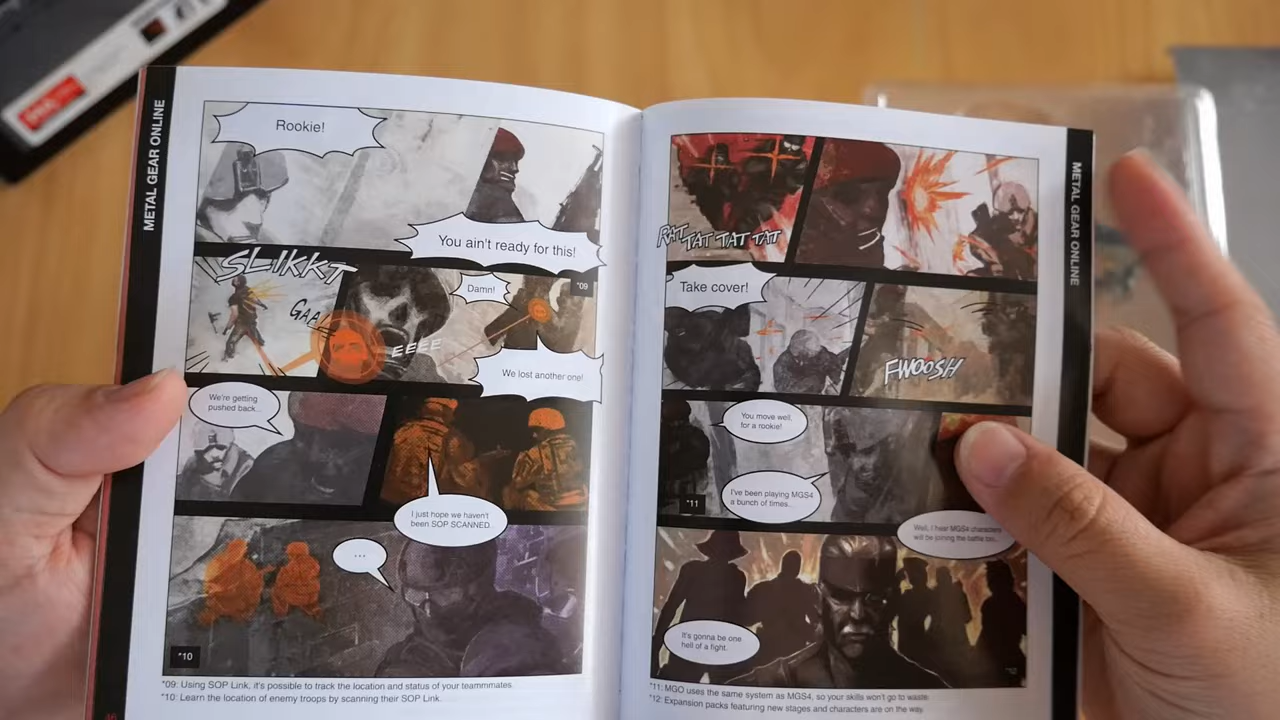 METAL GEAR ONLINE
Rookie!
You ain't ready for this!
SLIKKT
Damn!
*09
EEEE
We lost another one!
We're getting
pushed back...
I just hope we haven't
been SOP SCANNED.
...
*10
*09: Using SOP Link, it's possible to track the location and status of your teammmates.
*10: Learn the location of enemy troops by scanning their SOP Link.
46
METAL GEAR ONLINE
RAT TAT TAT TAT
Take cover!
FWOOSH
You move well,
for a rookie!
*11
I've been playing MGS4
a bunch of times...
Well, I hear MGS4 characters
will be joining the battle too...
It's gonna be one
hell of a fight.
*11: MGO uses the same system as MGS4, so your skills won't go to waste.
*12: Expansion packs featuring new stages and characters are on the way.